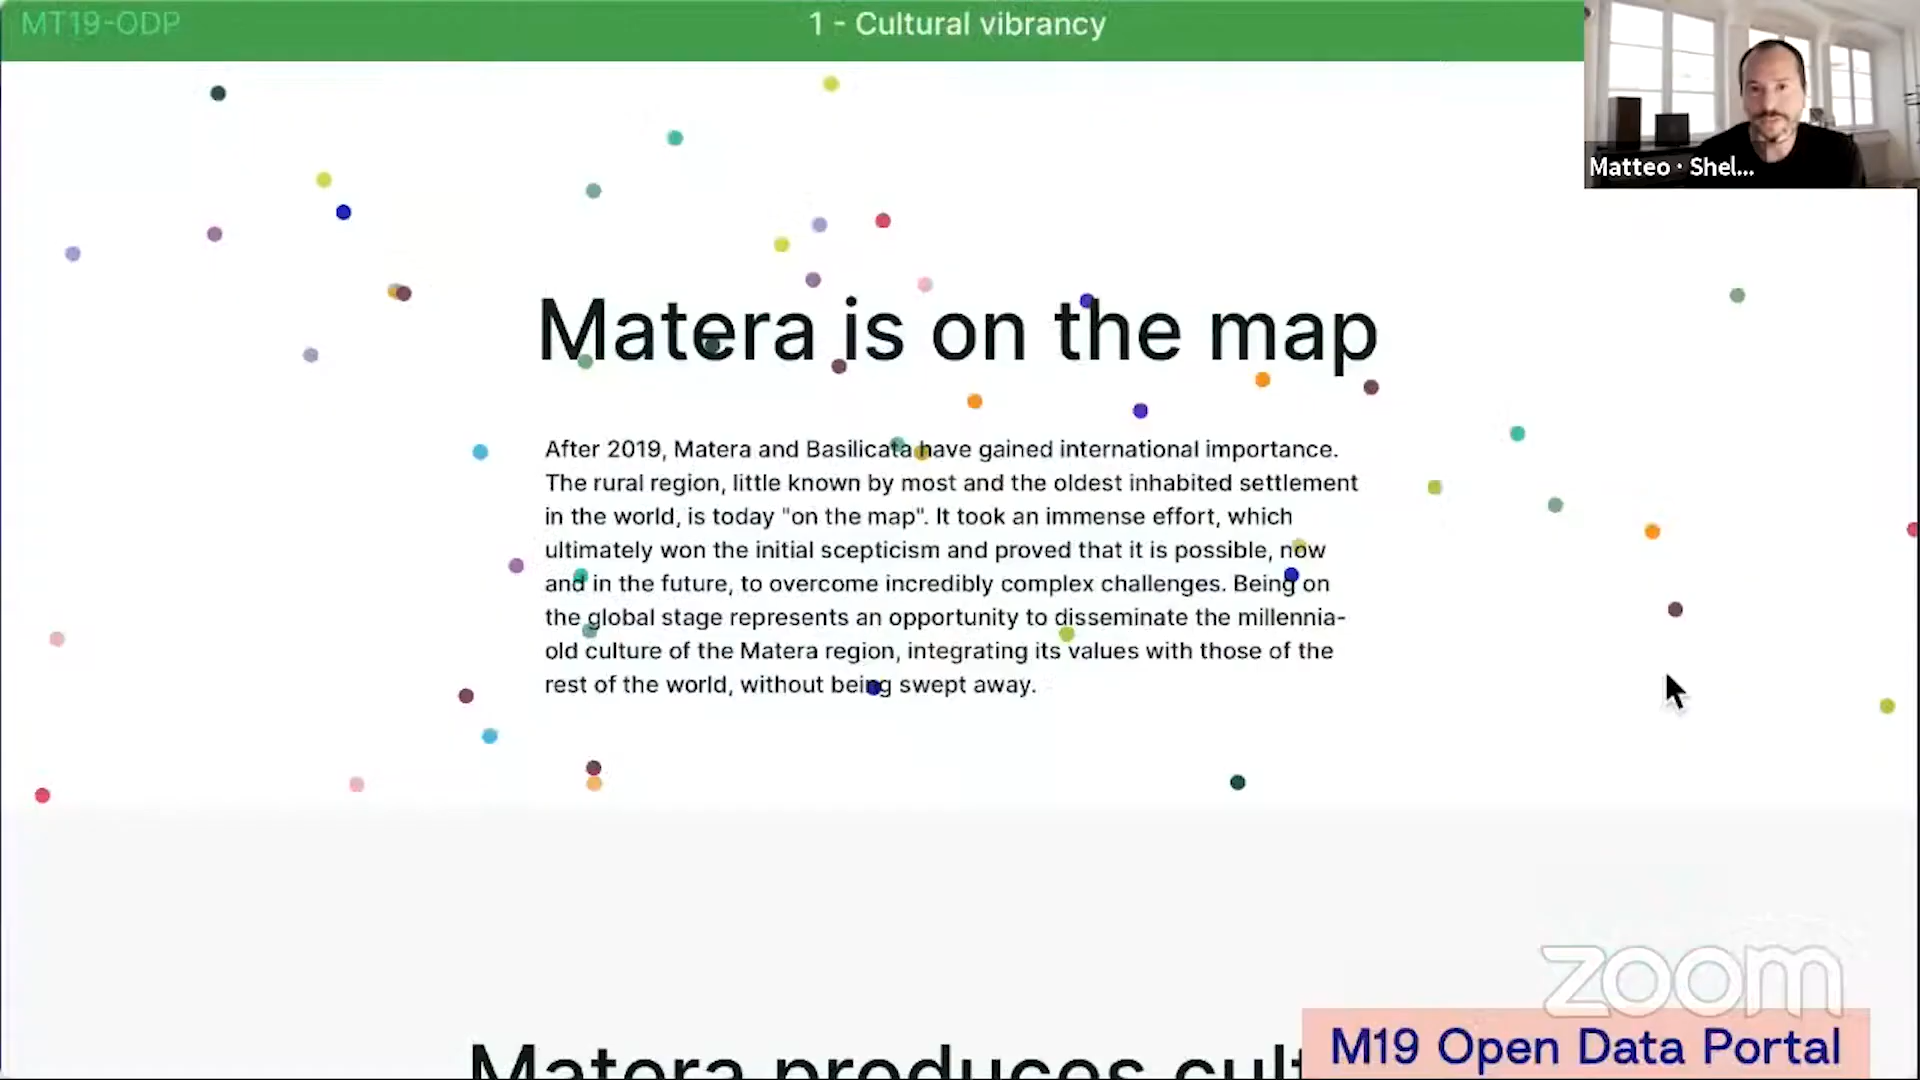 MT19-ODP
1 - Cultural vibrancy
Matteo · Shel...
Matera is on the map
After 2019, Matera and Basilicata have gained international importance.
The rural region, little known by most and the oldest inhabited settlement
in the world, is today "on the map". It took an immense effort, which
ultimately won the initial scepticism and proved that it is possible, now
and in the future, to overcome incredibly complex challenges. Being on
the global stage represents an opportunity to disseminate the millennia-
old culture of the Matera region, integrating its values with those of the
rest of the world, without being swept away.
zoom
Matera produces cult
M19 Open Data Portal